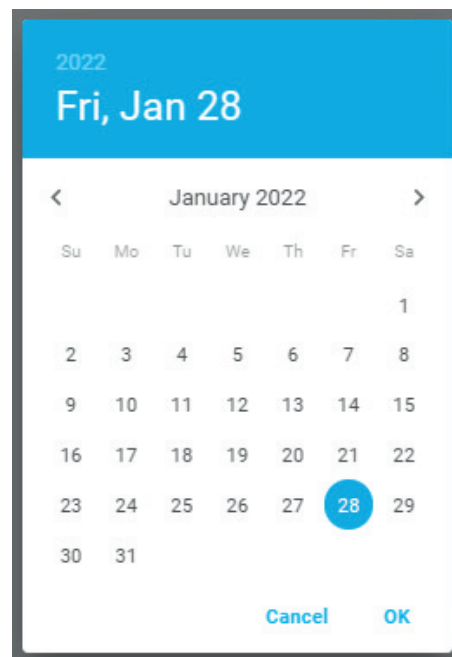 2022
Fri, Jan 28
January 2022
Su Mo Tu We Th Fr Sa
1
2 3 4 5 6 7 8
9 10 11 12 13 14 15
16 17 18 19 20 21 22
23 24 25 26 27 28 29
30 31
Cancel OK